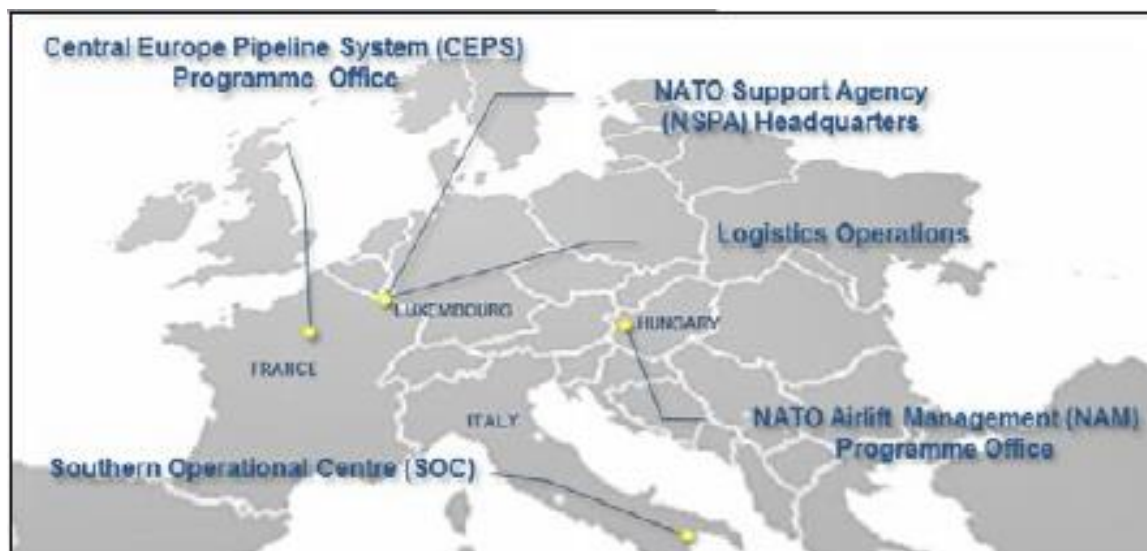 Central Europe Pipeline System (CEPS)
Programme Office
NATO Support Agency
(NSPA) Headquarters
Logistics Operations
LUXEMBOURG
HUNGARY
FRANCE
ITALY
NATO Airlift Management (NAM)
Programme Office
Southern Operational Centre (SOC)